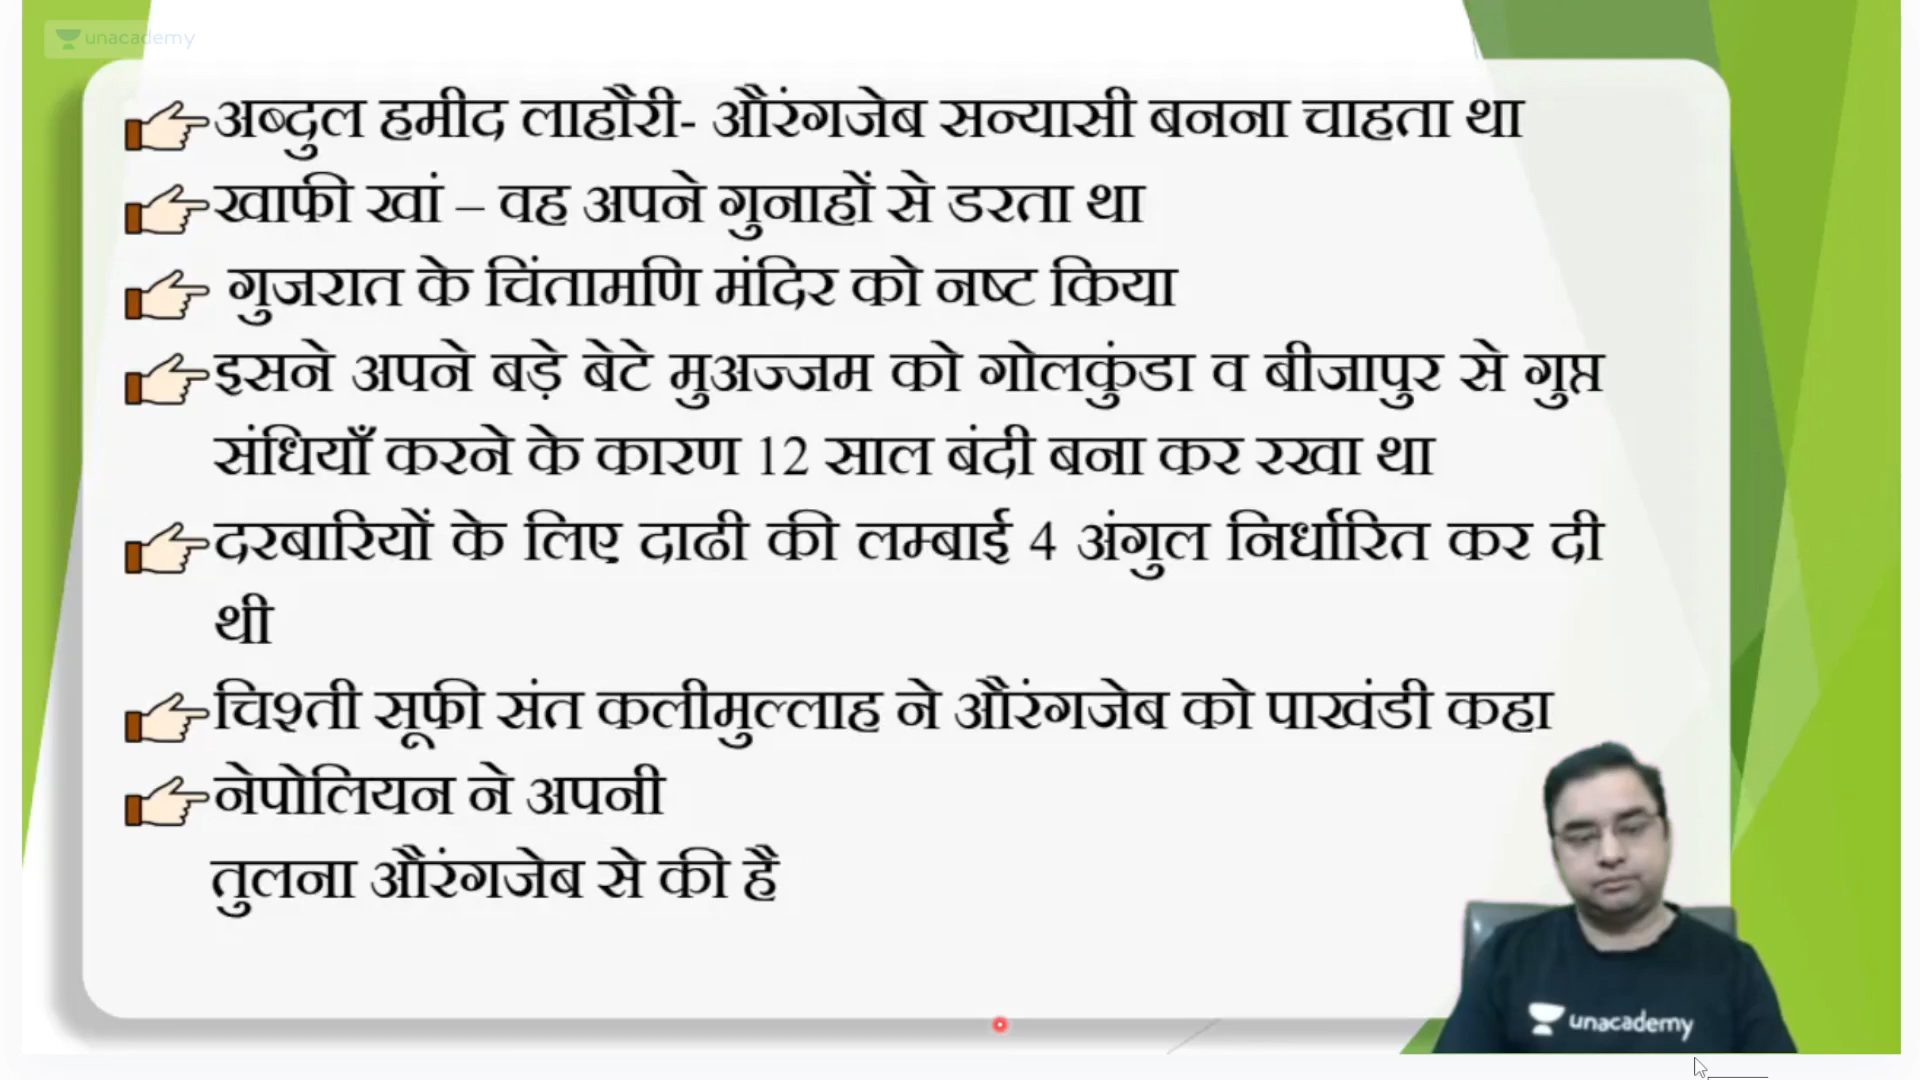 unacademy
अब्दुल हमीद लाहौरी- औरंगजेब सन्यासी बनना चाहता था
खाफी खां – वह अपने गुनाहों से डरता था
गुजरात के चिंतामणि मंदिर को नष्ट किया
इसने अपने बड़े बेटे मुअज्जम को गोलकुंडा व बीजापुर से गुप्त
संधियाँ करने के कारण 12 साल बंदी बना कर रखा था
दरबारियों के लिए दाढी की लम्बाई 4 अंगुल निर्धारित कर दी
थी
चिश्ती सूफी संत कलीमुल्लाह ने औरंगजेब को पाखंडी कहा
नेपोलियन ने अपनी
तुलना औरंगजेब से की है
unacademy